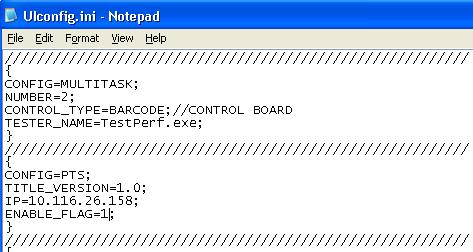 UIconfig.ini - Notepad
File Edit Format View Help
//////////////////////////////////////////////////////////////////
{
CONFIG=MULTITASK;
NUMBER=2;
CONTROL_TYPE=BARCODE;//CONTROL BOARD
TESTER_NAME=TestPerf.exe;
}
//////////////////////////////////////////////////////////////////
{
CONFIG=PTS;
TITLE_VERSION=1.0;
IP=10.116.26.158;
ENABLE_FLAG=1;
}
//////////////////////////////////////////////////////////////////